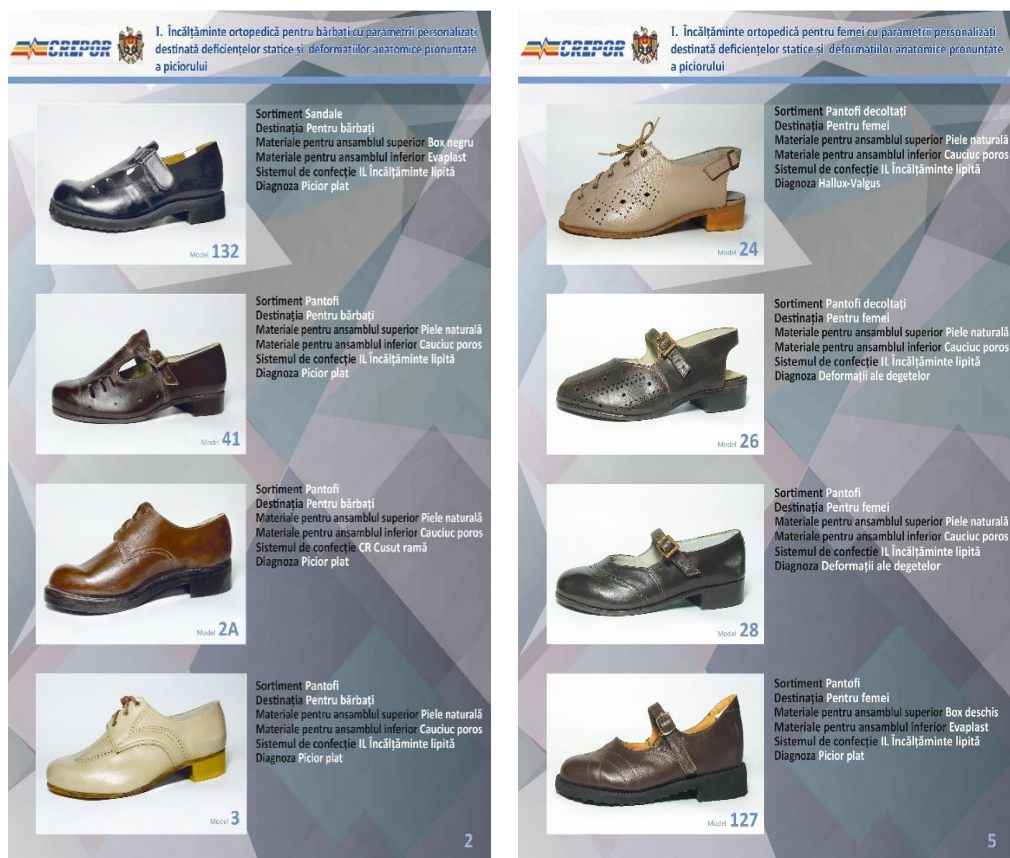 CREPOR
I. Încălțăminte ortopedică pentru bărbați cu parametrii personalizați
destinată deficiențelor statice și deformatiilor anatomice pronunțate
a piciorului
Sortiment Sandale
Destinația Pentru bărbați
Materiale pentru ansamblul superior Box negru
Materiale pentru ansamblul inferior Evaplast
Sistemul de confecție IL Încălțăminte lipită
Diagnoza Picior plat
Model 132
Sortiment Pantofi
Destinația Pentru bărbați
Materiale pentru ansamblul superior Piele naturală
Materiale pentru ansamblul inferior Cauciuc poros
Sistemul de confecție IL Încălțăminte lipită
Diagnoza Picior plat
Model 41
Sortiment Pantofi
Destinația Pentru bărbați
Materiale pentru ansamblul superior Piele naturală
Materiale pentru ansamblul inferior Cauciuc poros
Sistemul de confecție CR Cusut ramă
Diagnoza Picior plat
Model 2A
Sortiment Pantofi
Destinația Pentru bărbați
Materiale pentru ansamblul superior Piele naturală
Materiale pentru ansamblul inferior Cauciuc poros
Sistemul de confecție IL Încălțăminte lipită
Diagnoza Picior plat
Model 3
2
CREPOR
I. Încălțăminte ortopedică pentru femei cu parametrii personalizați
destinată deficiențelor statice și deformatiilor anatomice pronunțate
a piciorului
Sortiment Pantofi decoltați
Destinația Pentru femei
Materiale pentru ansamblul superior Piele naturală
Materiale pentru ansamblul inferior Cauciuc poros
Sistemul de confecție IL Încălțăminte lipită
Diagnoza Hallux-Valgus
Model 24
Sortiment Pantofi decoltați
Destinația Pentru femei
Materiale pentru ansamblul superior Piele naturală
Materiale pentru ansamblul inferior Cauciuc poros
Sistemul de confecție IL Încălțăminte lipită
Diagnoza Deformații ale degetelor
Model 26
Sortiment Pantofi
Destinația Pentru femei
Materiale pentru ansamblul superior Piele naturală
Materiale pentru ansamblul inferior Cauciuc poros
Sistemul de confecție IL Încălțăminte lipită
Diagnoza Deformații ale degetelor
Model 28
Sortiment Pantofi
Destinația Pentru femei
Materiale pentru ansamblul superior Box deschis
Materiale pentru ansamblul inferior Evaplast
Sistemul de confecție IL Încălțăminte lipită
Diagnoza Picior plat
Model 127
5